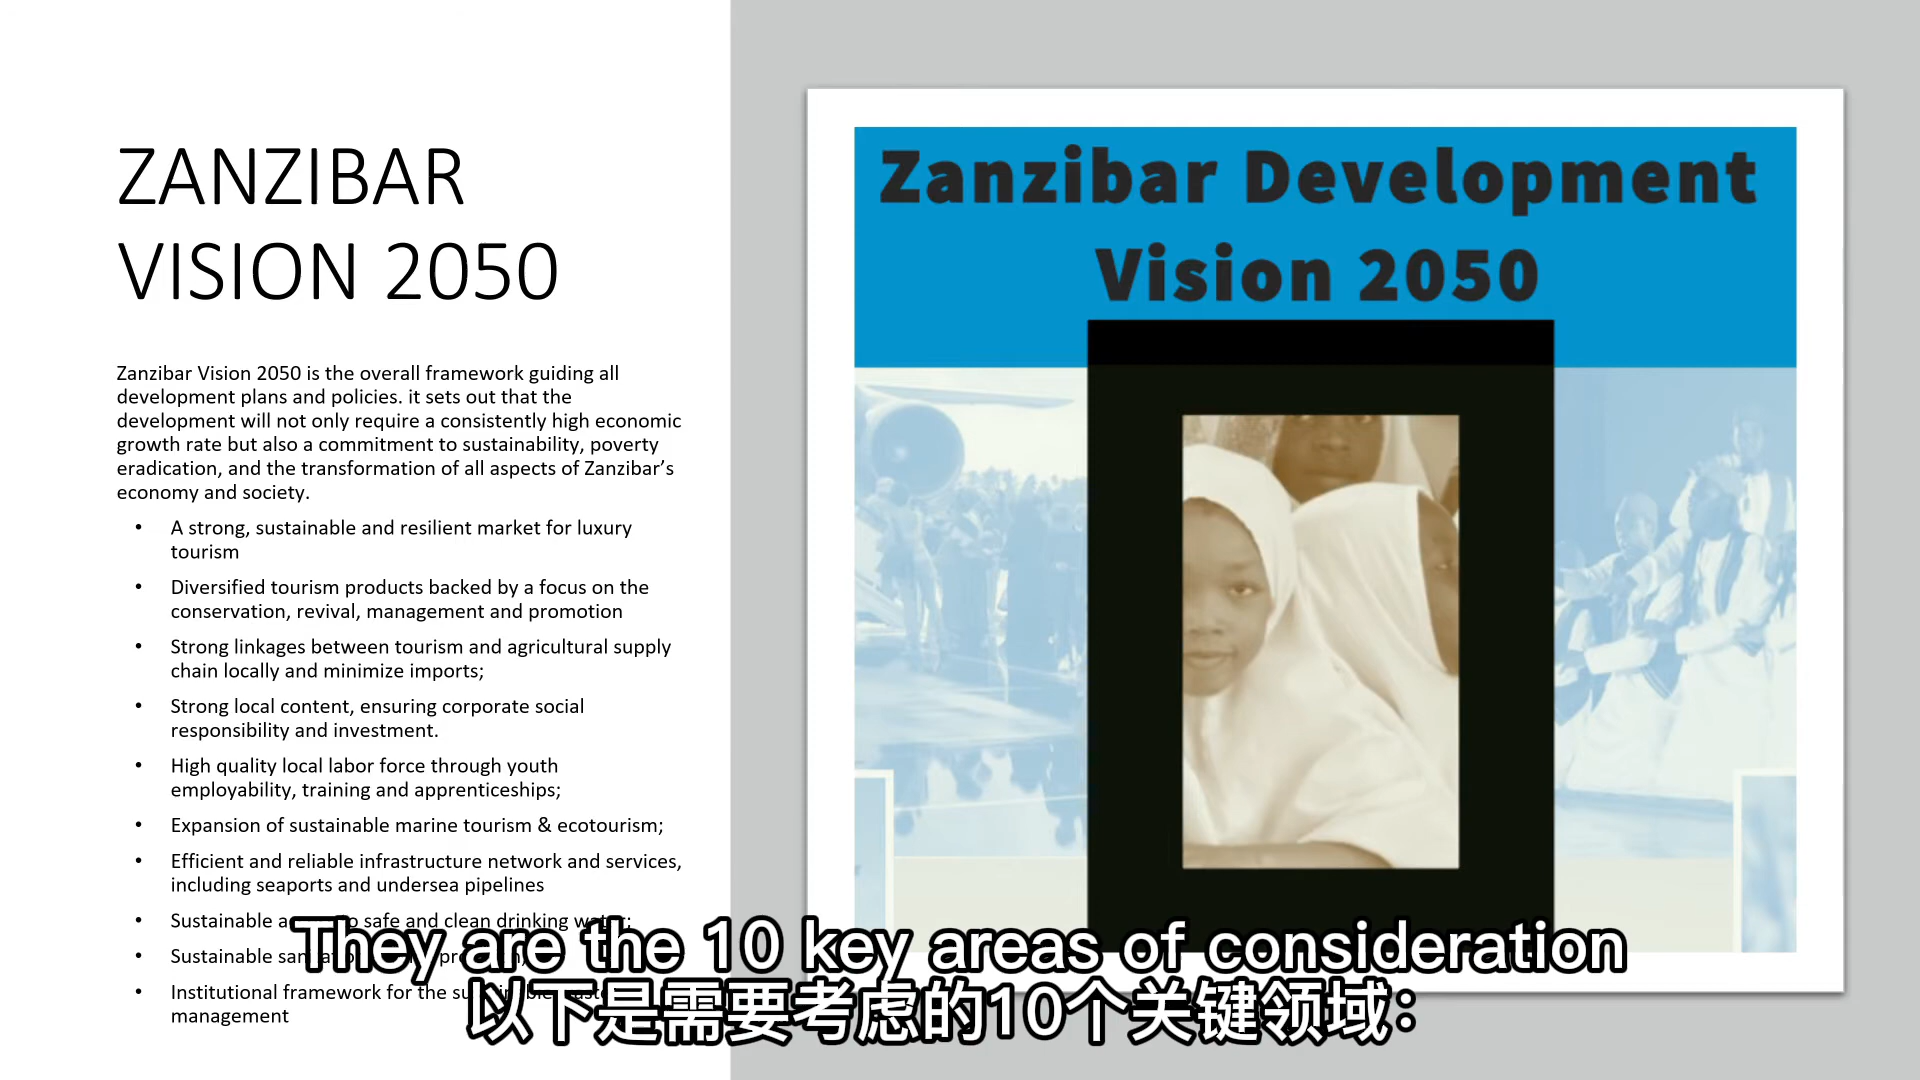 ZANZIBAR
VISION 2050
Zanzibar Vision 2050 is the overall framework guiding all
development plans and policies. it sets out that the
development will not only require a consistently high economic
growth rate but also a commitment to sustainability, poverty
eradication, and the transformation of all aspects of Zanzibar’s
economy and society.
• A strong, sustainable and resilient market for luxury
tourism
• Diversified tourism products backed by a focus on the
conservation, revival, management and promotion
• Strong linkages between tourism and agricultural supply
chain locally and minimize imports;
• Strong local content, ensuring corporate social
responsibility and investment.
• High quality local labor force through youth
employability, training and apprenticeships;
• Expansion of sustainable marine tourism & ecotourism;
• Efficient and reliable infrastructure network and services,
including seaports and undersea pipelines
• Sustainable safe and clean drinking water;
• Sustainable
• Institutional framework for the
management
Zanzibar Development
Vision 2050
They are the 10 key areas of consideration
以下是需要考虑的10个关键领域：